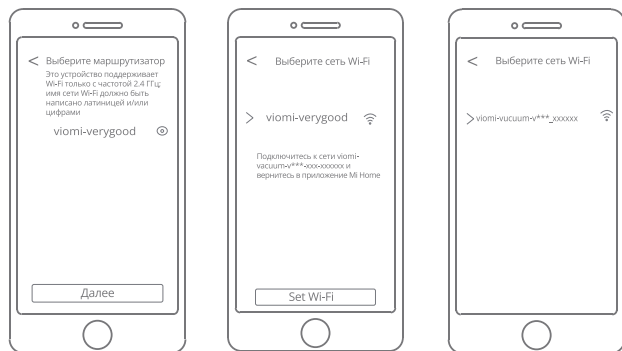 < Выберите маршрутизатор
Это устройство поддерживает
Wi-Fi только с частотой 2.4 ГГц;
имя сети Wi-Fi должно быть
написано латиницей и/или
цифрами
viomi-verygood
Далее
< Выберите сеть Wi-Fi
> viomi-verygood
Подключитесь к сети viomi-
vacuum-v***-xxx-xxxxxx и
вернитесь в приложение Mi Home
Set Wi-Fi
< Выберите сеть Wi-Fi
> viomi-vucuum-v***_xxxxxx